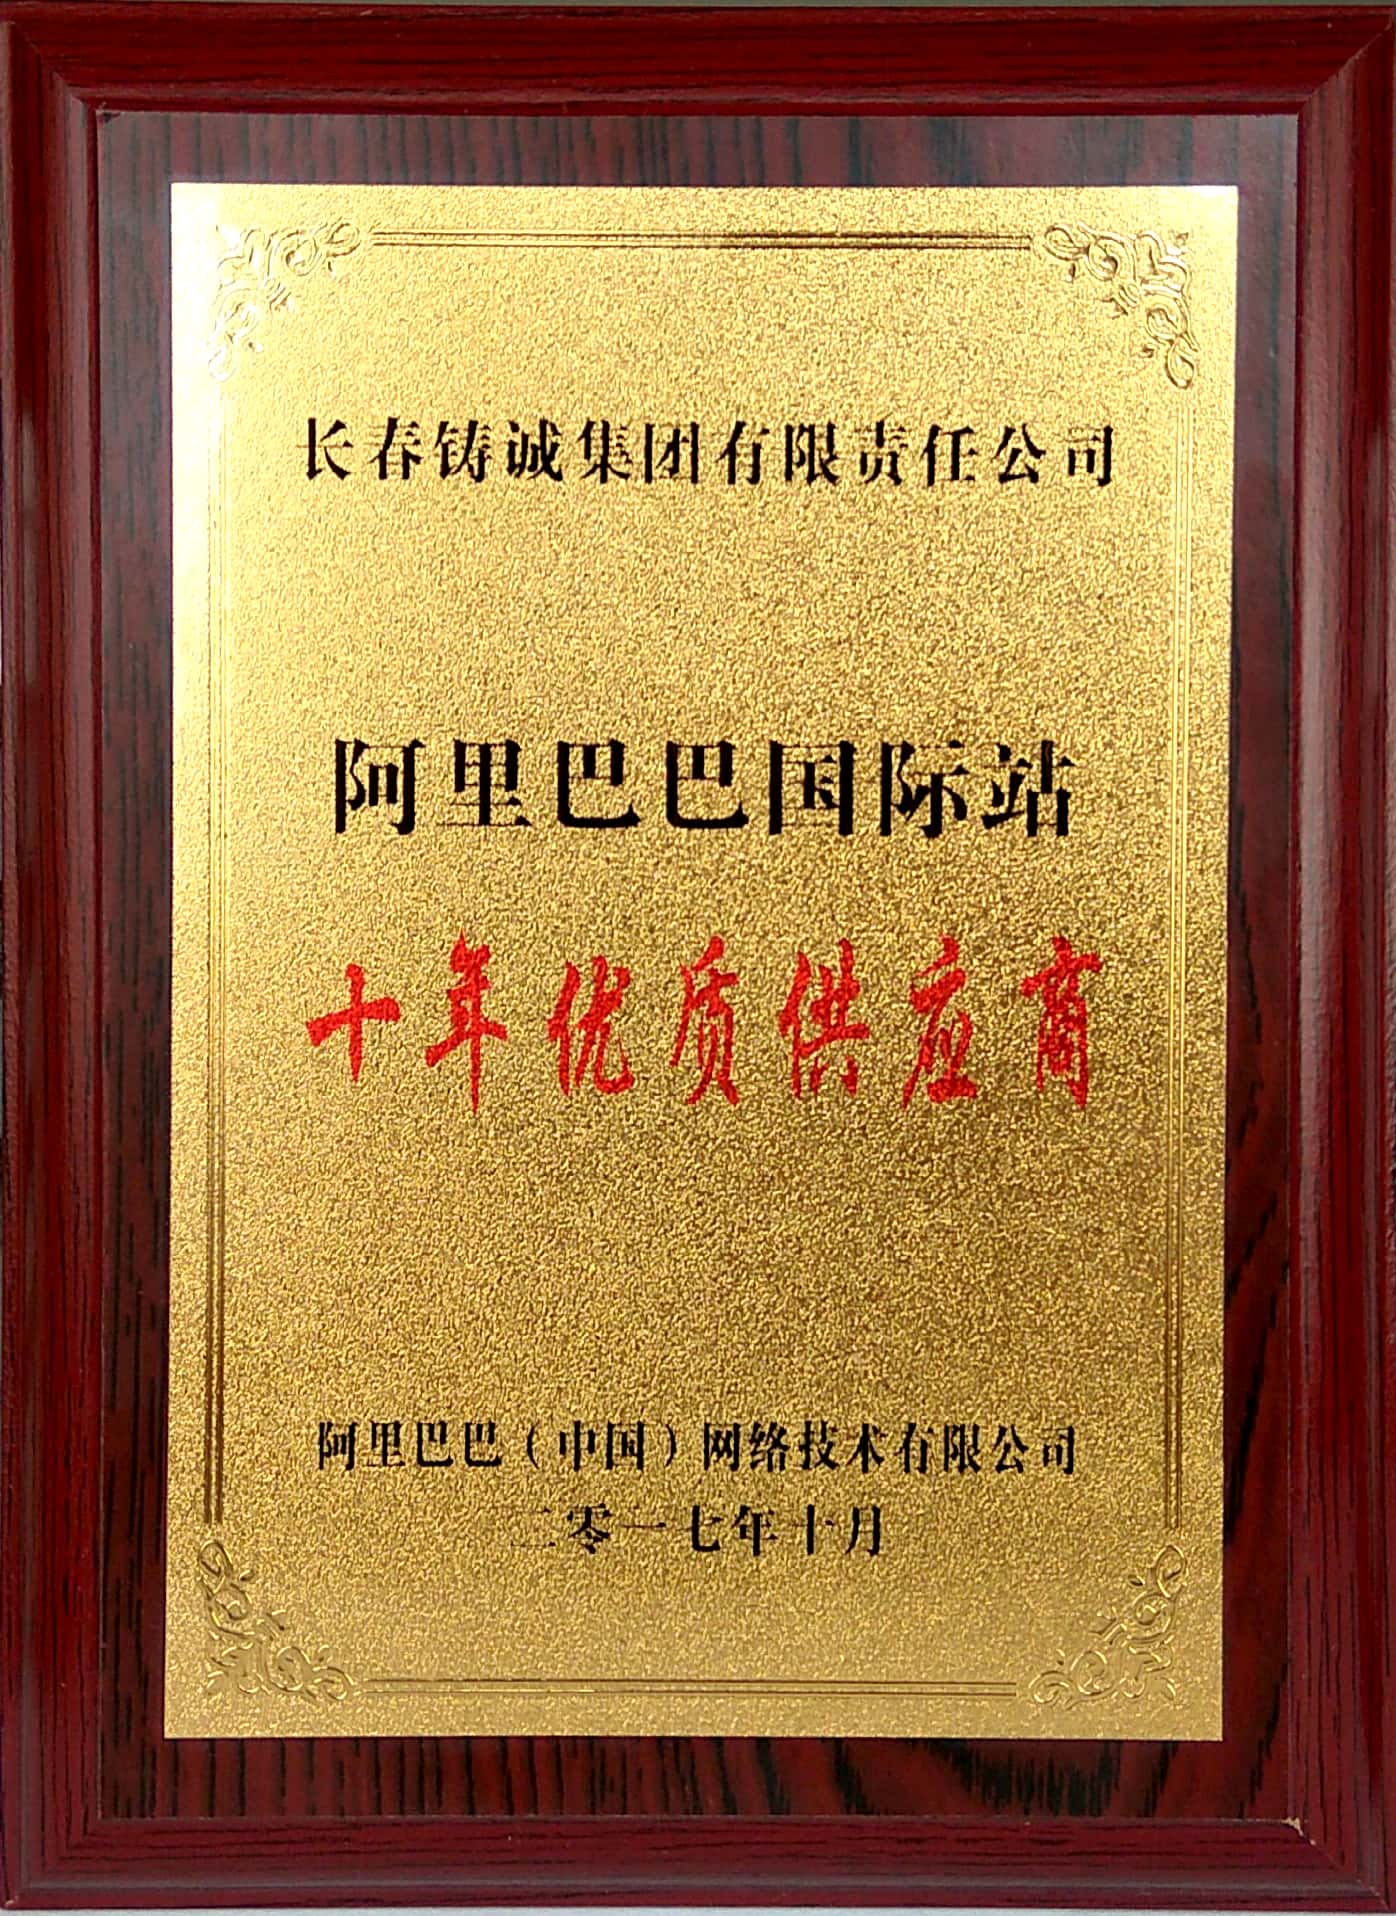 长春铸诚集团有限责任公司
阿里巴巴国际站
十年优质供应商
阿里巴巴（中国）网络技术有限公司
二零一七年十月